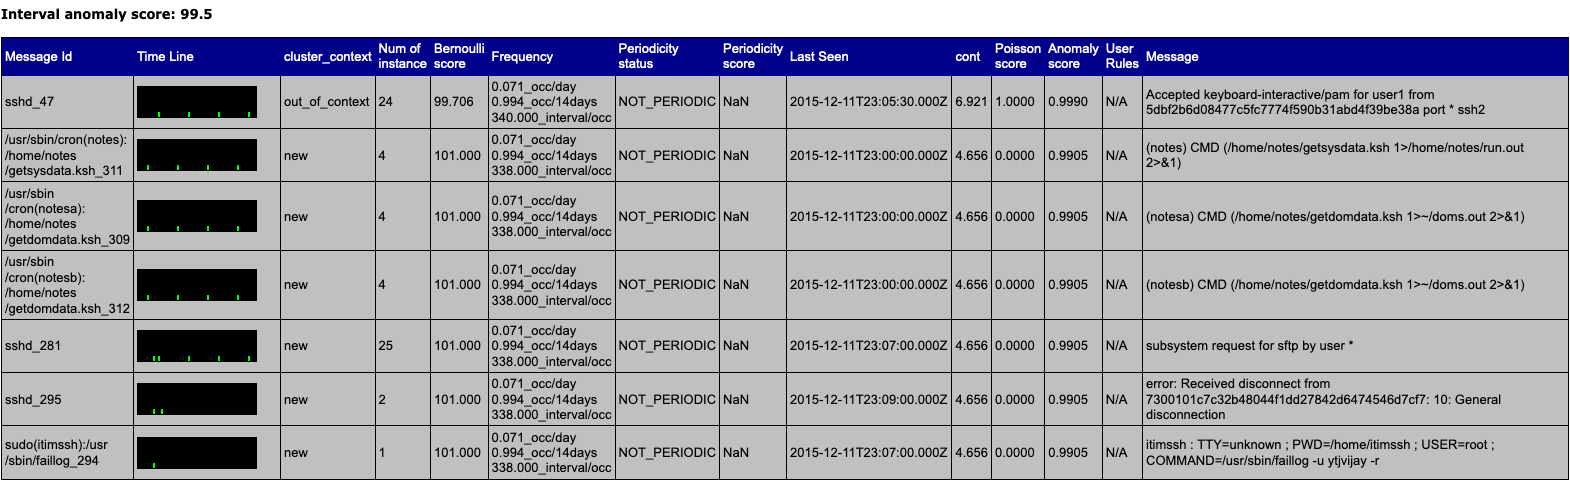 Interval anomaly score: 99.5
Message Id Time Line cluster_context Num of instance Bernoulli score Frequency Periodicity status Periodicity score Last Seen cont Poisson score Anomaly score User Rules Message
sshd_47
out_of_context
24
99.706
0.071_occ/day
0.994_occ/14days
340.000_interval/occ
NOT_PERIODIC
NaN
2015-12-11T23:05:30.000Z
6.921
1.0000
0.9990
N/A
Accepted keyboard-interactive/pam for user1 from
5dbf2b6d08477c5fc7774f590b31abd4f39be38a port * ssh2
/usr/sbin/cron(notes):
/home/notes
/getsysdata.ksh_311
new
4
101.000
0.071_occ/day
0.994_occ/14days
338.000_interval/occ
NOT_PERIODIC
NaN
2015-12-11T23:00:00.000Z
4.656
0.0000
0.9905
N/A
(notes) CMD (/home/notes/getsysdata.ksh 1>/home/notes/run.out
2>&1)
/usr/sbin
/cron(notesa):
/home/notes
/getdomdata.ksh_309
new
4
101.000
0.071_occ/day
0.994_occ/14days
338.000_interval/occ
NOT_PERIODIC
NaN
2015-12-11T23:00:00.000Z
4.656
0.0000
0.9905
N/A
(notesa) CMD (/home/notes/getdomdata.ksh 1>~/doms.out 2>&1)
/usr/sbin
/cron(notesb):
/home/notes
/getdomdata.ksh_312
new
4
101.000
0.071_occ/day
0.994_occ/14days
338.000_interval/occ
NOT_PERIODIC
NaN
2015-12-11T23:00:00.000Z
4.656
0.0000
0.9905
N/A
(notesb) CMD (/home/notes/getdomdata.ksh 1>~/doms.out 2>&1)
sshd_281
new
25
101.000
0.071_occ/day
0.994_occ/14days
338.000_interval/occ
NOT_PERIODIC
NaN
2015-12-11T23:07:00.000Z
4.656
0.0000
0.9905
N/A
subsystem request for sftp by user *
sshd_295
new
2
101.000
0.071_occ/day
0.994_occ/14days
338.000_interval/occ
NOT_PERIODIC
NaN
2015-12-11T23:09:00.000Z
4.656
0.0000
0.9905
N/A
error: Received disconnect from
7300101c7c32b48044f1dd27842d6474546d7cf7: 10: General
disconnection
sudo(itimssh):/usr
/sbin/faillog_294
new
1
101.000
0.071_occ/day
0.994_occ/14days
338.000_interval/occ
NOT_PERIODIC
NaN
2015-12-11T23:07:00.000Z
4.656
0.0000
0.9905
N/A
itimssh : TTY=unknown ; PWD=/home/itimssh ; USER=root ;
COMMAND=/usr/sbin/faillog -u ytjvijay -r